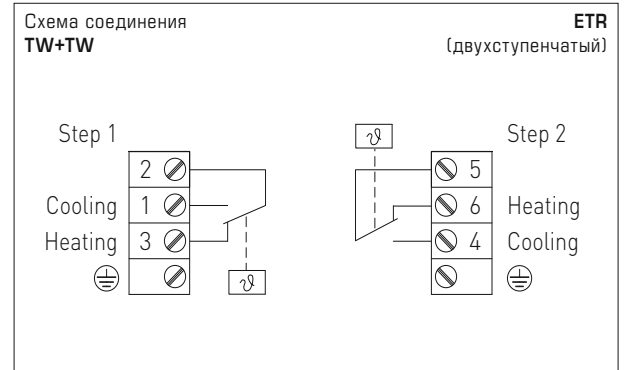 Схема соединения
TW+TW
ETR
(двухступенчатый)
Step 1
2
Cooling 1
Heating 3
ϑ
ϑ
Step 2
5
6 Heating
4 Cooling